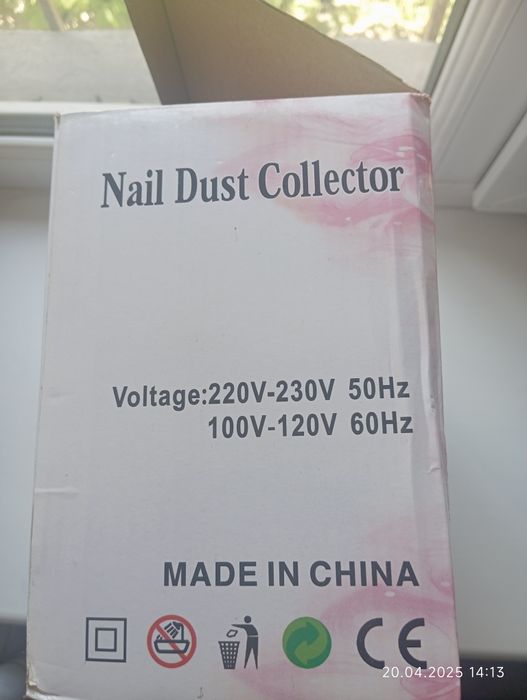 Nail Dust Collector
Voltage:220V-230V 50Hz
100V-120V 60Hz
MADE IN CHINA
CE
20.04.2025 14:13